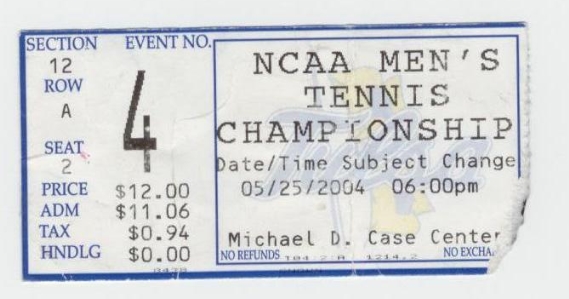 SECTION EVENT NO.
12
ROW
A
4
SEAT
2
PRICE $12.00
ADM $11.06
TAX $0.94
HNDLG $0.00
NCAA MEN'S
TENNIS
CHAMPIONSHIP
Date/Time Subject Change
05/25/2004 06:00pm
Michael D. Case Center
NO REFUNDS NO EXCHA